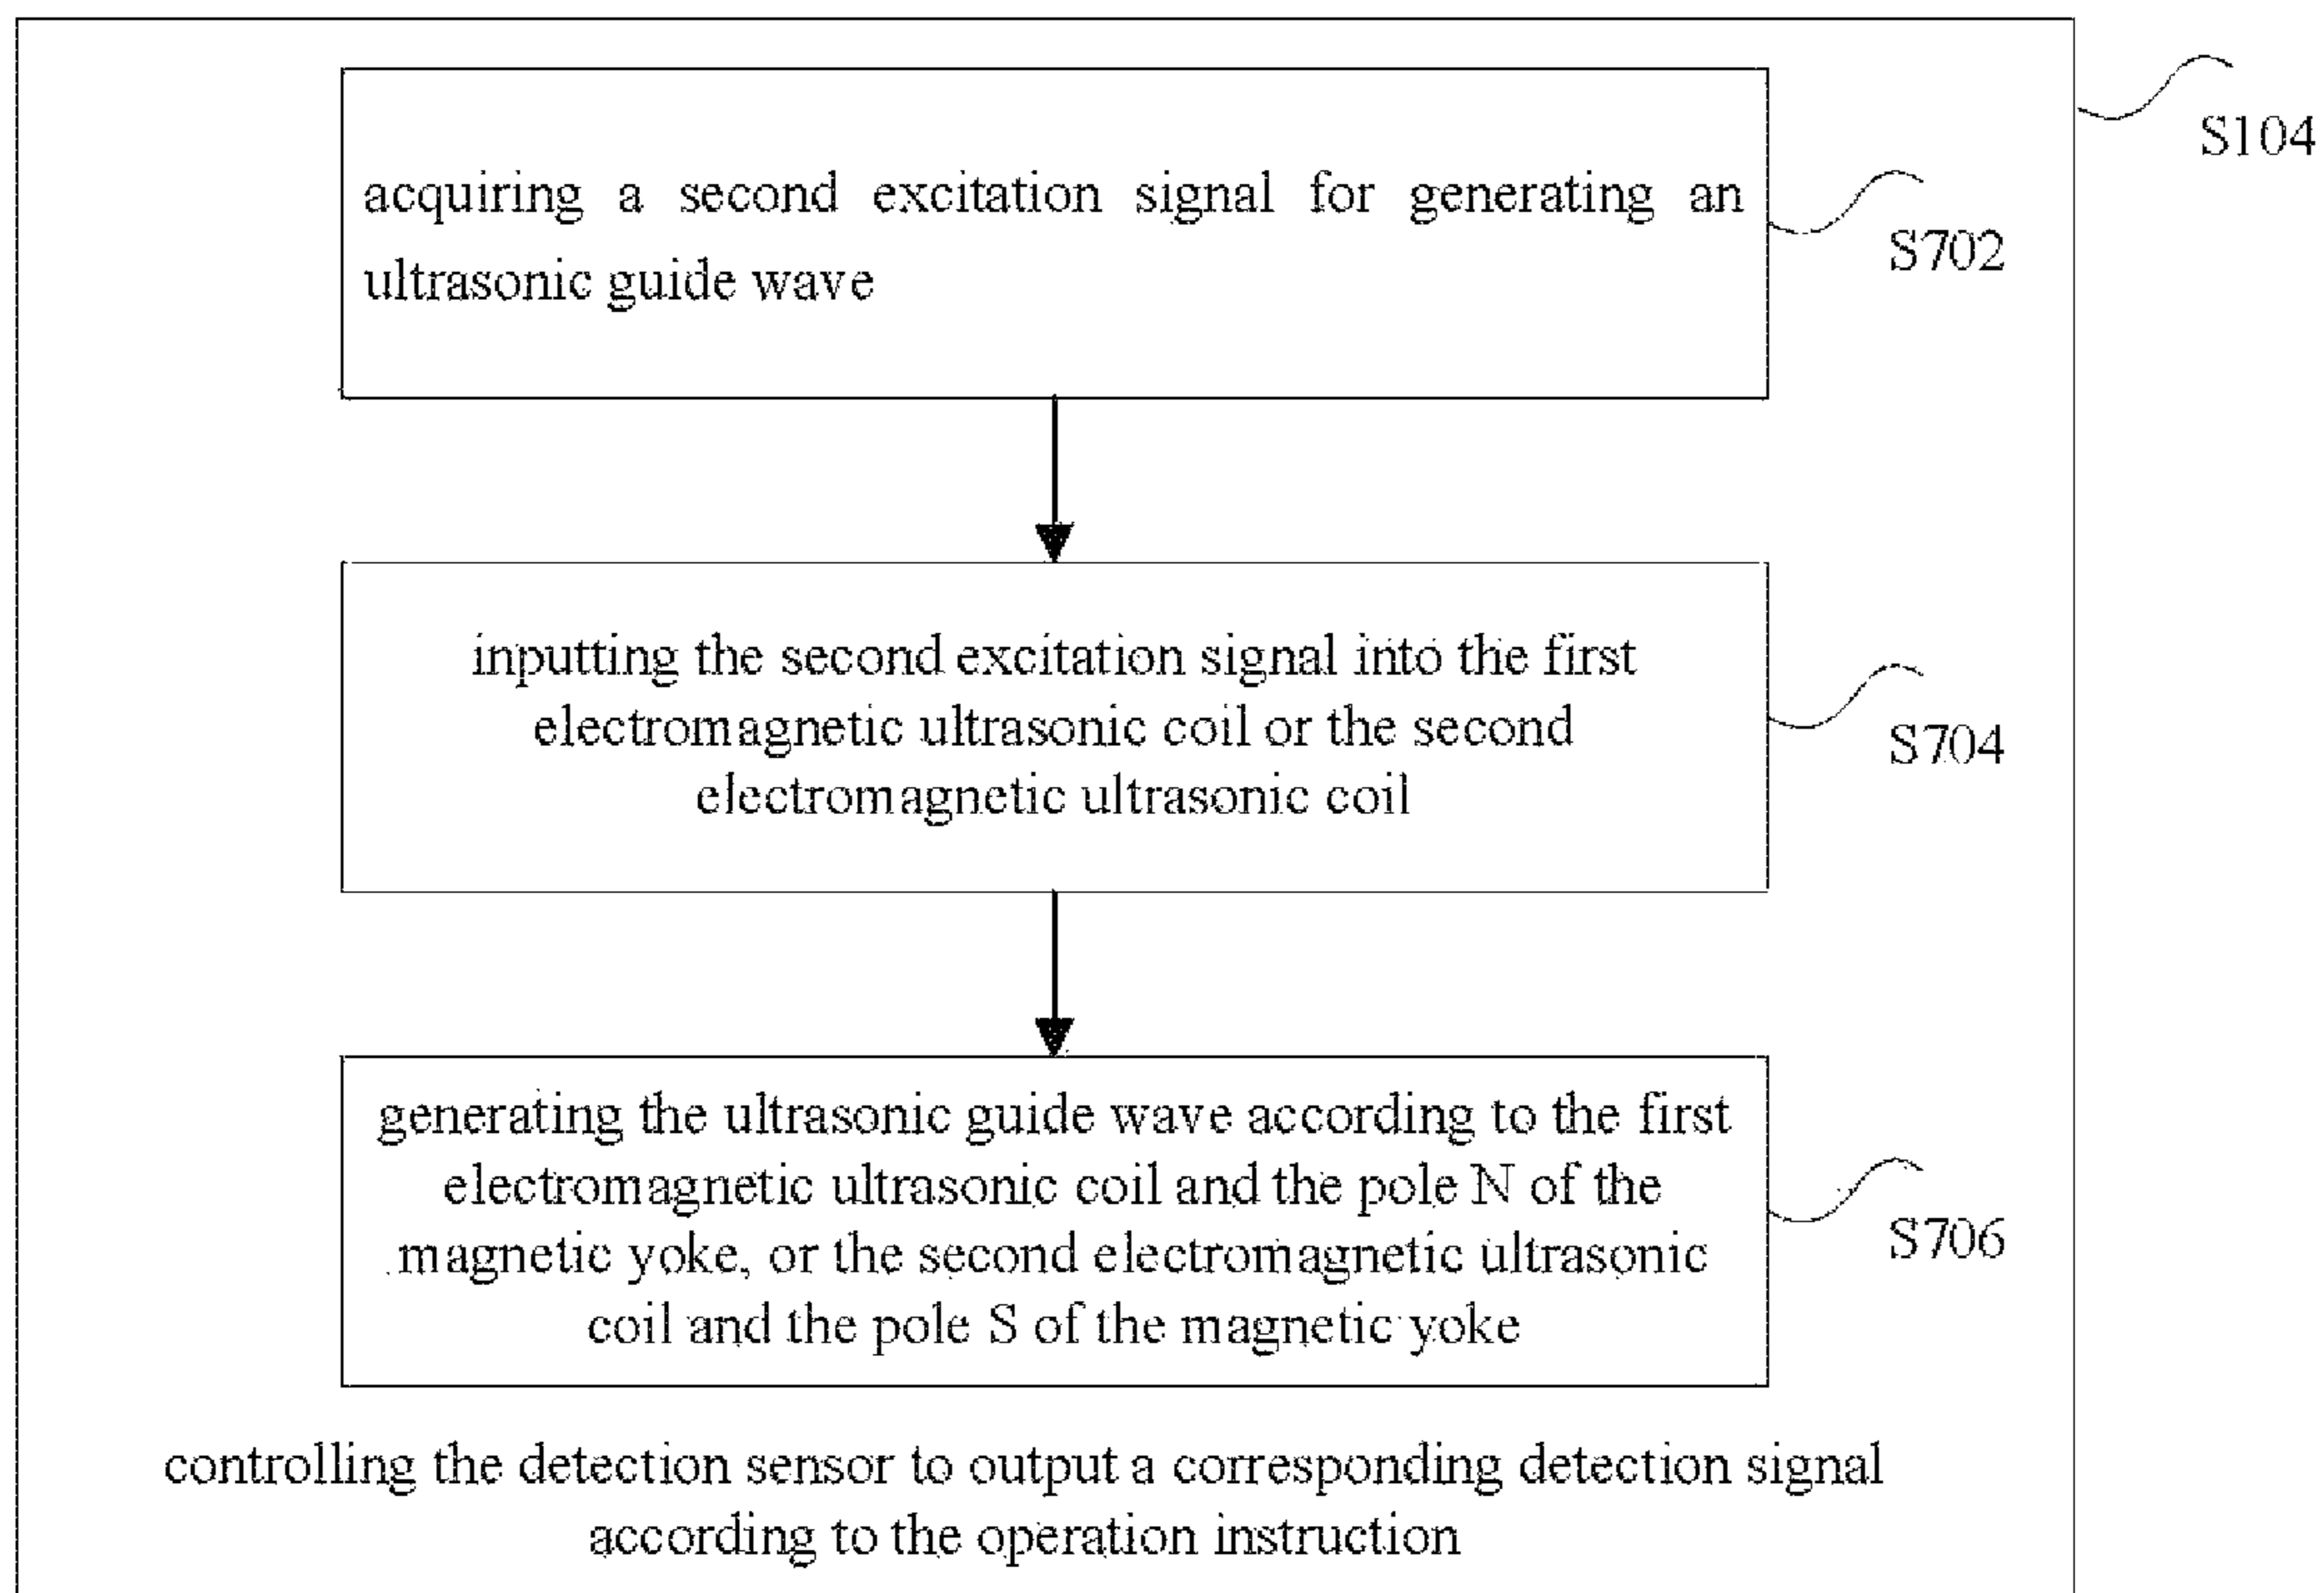 S104
acquiring a second excitation signal for generating an
ultrasonic guide wave
S702
inputting the second excitation signal into the first
electromagnetic ultrasonic coil or the second
electromagnetic ultrasonic coil
S704
generating the ultrasonic guide wave according to the first
electromagnetic ultrasonic coil and the pole N of the
magnetic yoke, or the second electromagnetic ultrasonic
coil and the pole S of the magnetic yoke
S706
controlling the detection sensor to output a corresponding detection signal
according to the operation instruction